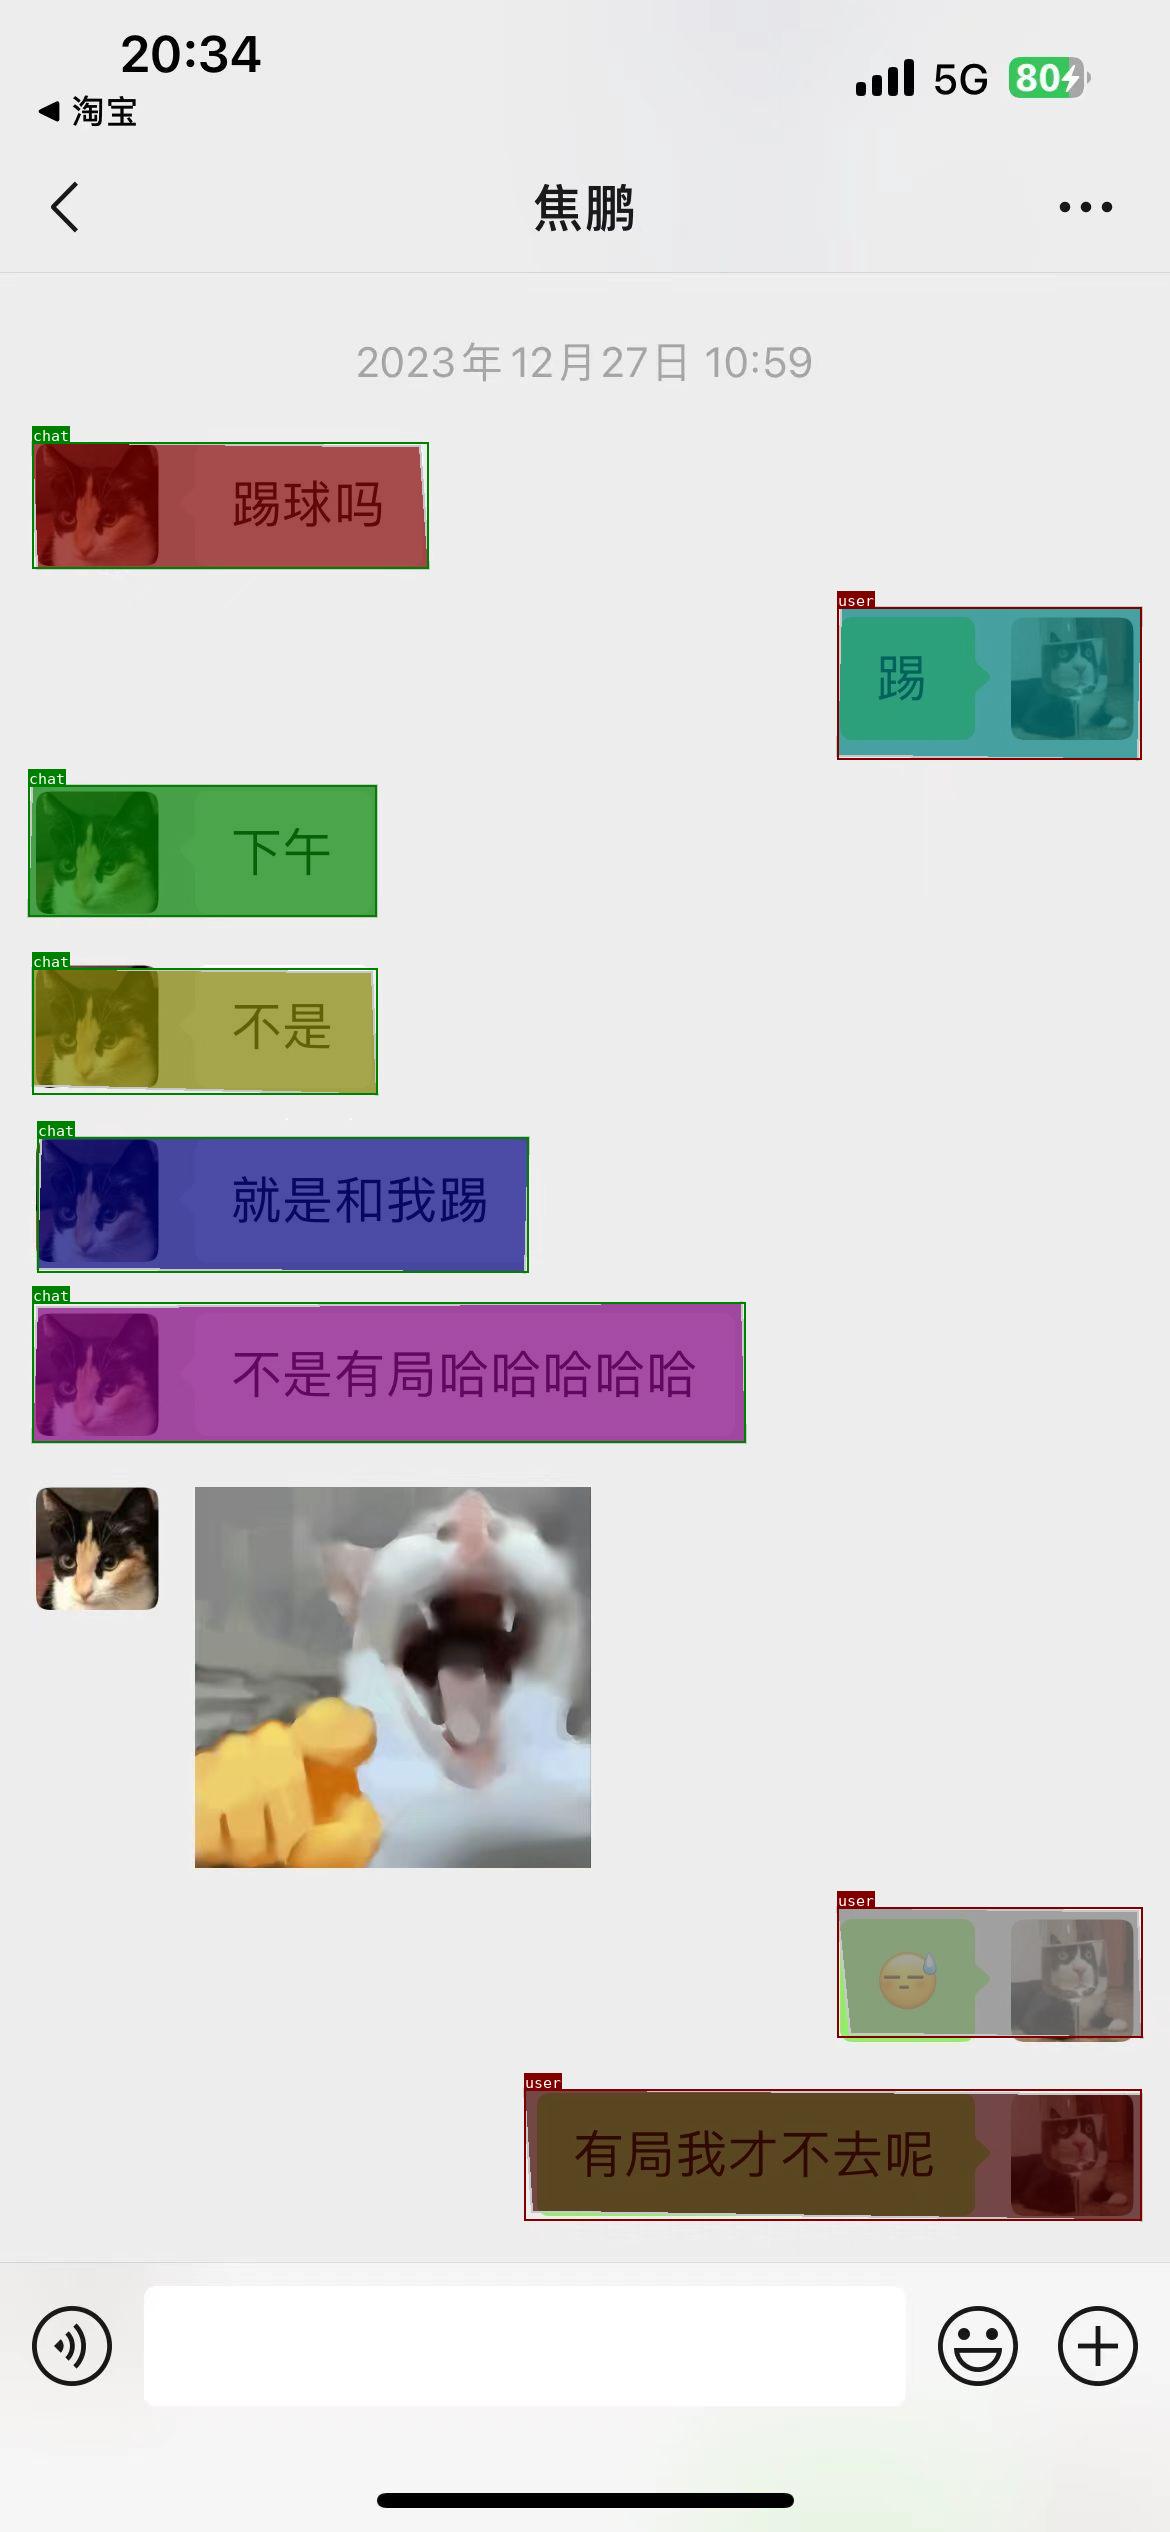 20:34
5G 80
淘宝
焦鹏
2023年12月27日 10:59
chat
踢球吗
user
踢
chat
下午
chat
不是
chat
就是和我踢
chat
不是有局哈哈哈哈哈
user
user
有局我才不去呢